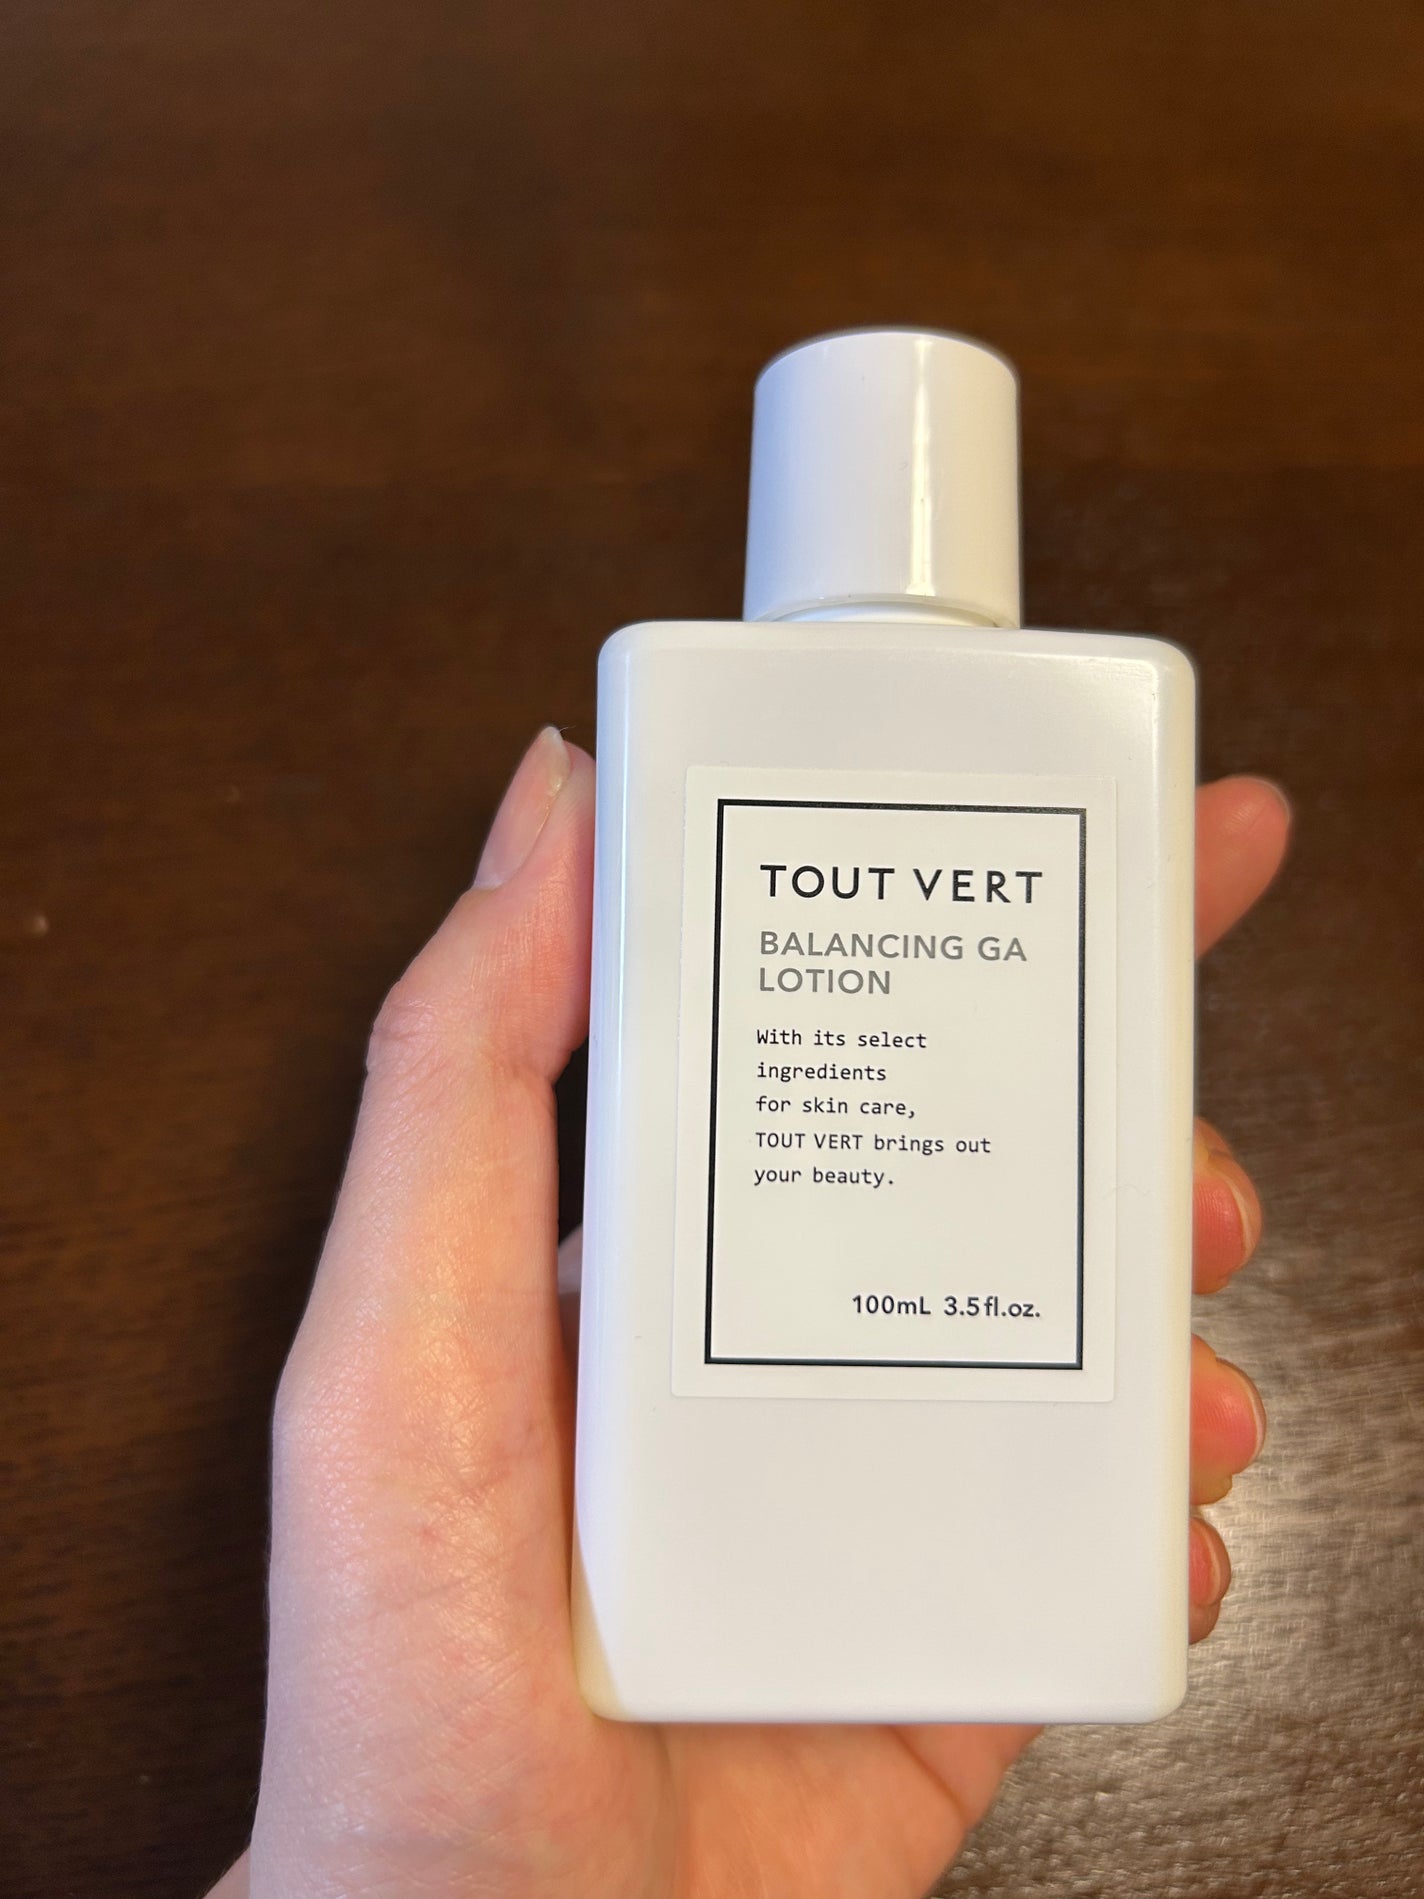 TOUT VERT
BALANCING GA
LOTION
With its select
ingredients
for skin care,
TOUT VERT brings out
your beauty.
100mL 3.5fl.oz.